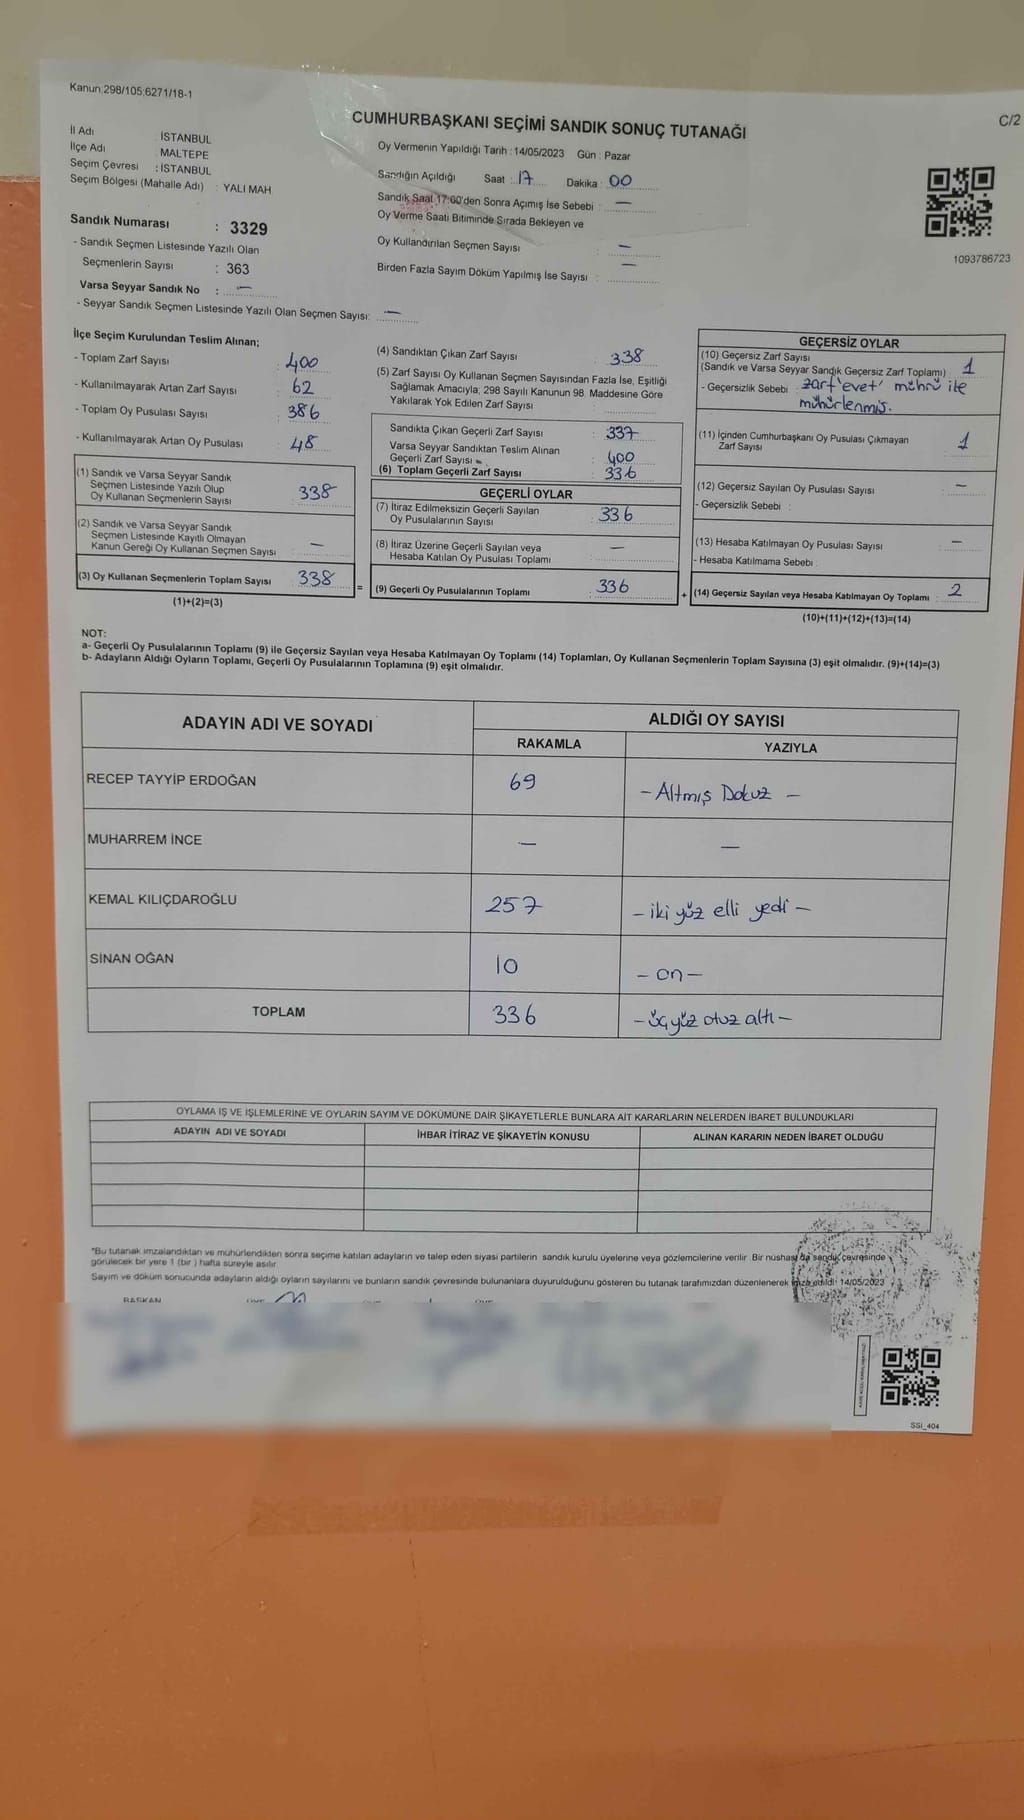 Kanun:298/105;6271/18-1
CUMHURBAŞKANI SEÇİMİ SANDIK SONUÇ TUTANAĞI
C/2
İl Adı : İSTANBUL
İlçe Adı : MALTEPE
Seçim Çevresi : İSTANBUL
Seçim Bölgesi (Mahalle Adı) : YALI MAH.
Sandık Numarası : 3329
- Sandık Seçmen Listesinde Yazılı Olan
Seçmenlerin Sayısı : 363
Varsa Seyyar Sandık No : —
- Seyyar Sandık Seçmen Listesinde Yazılı Olan Seçmen Sayısı: —
Oy Vermenin Yapıldığı Tarih : 14/05/2023 Gün : Pazar
Sandığın Açıldığı Saat : 17 Dakika : 00
Sandık Saat 17:00'den Sonra Açımış İse Sebebi : —
Oy Verme Saati Bitiminde Sırada Bekleyen ve
Oy Kullandırılan Seçmen Sayısı : —
Birden Fazla Sayım Döküm Yapılmış İse Sayısı : —
1093786723
İlçe Seçim Kurulundan Teslim Alınan;
- Toplam Zarf Sayısı : 400
- Kullanılmayarak Artan Zarf Sayısı : 62
- Toplam Oy Pusulası Sayısı : 386
- Kullanılmayarak Artan Oy Pusulası : 48
(1) Sandık ve Varsa Seyyar Sandık
Seçmen Listesinde Yazılı Olup
Oy Kullanan Seçmenlerin Sayısı : 338
(2) Sandık ve Varsa Seyyar Sandık
Seçmen Listesinde Kayıtlı Olmayan
Kanun Gereği Oy Kullanan Seçmen Sayısı : —
(3) Oy Kullanan Seçmenlerin Toplam Sayısı : 338
(1)+(2)=(3)
=
(4) Sandıktan Çıkan Zarf Sayısı : 338
(5) Zarf Sayısı Oy Kullanan Seçmen Sayısından Fazla İse, Eşitliği
Sağlamak Amacıyla; 298 Sayılı Kanunun 98. Maddesine Göre
Yakılarak Yok Edilen Zarf Sayısı :
Sandıkta Çıkan Geçerli Zarf Sayısı : 337
Varsa Seyyar Sandıktan Teslim Alınan
Geçerli Zarf Sayısı : 400
(6) Toplam Geçerli Zarf Sayısı : 336
GEÇERLİ OYLAR
(7) İtiraz Edilmeksizin Geçerli Sayılan
Oy Pusulalarının Sayısı : 336
(8) İtiraz Üzerine Geçerli Sayılan veya
Hesaba Katılan Oy Pusulası Toplamı : —
(9) Geçerli Oy Pusulalarının Toplamı : 336
+
GEÇERSİZ OYLAR
(10) Geçersiz Zarf Sayısı
(Sandık ve Varsa Seyyar Sandık Geçersiz Zarf Toplamı) : 1
- Geçersizlik Sebebi : zarf 'evet' mührü ile
mühürlenmiş.
(11) İçinden Cumhurbaşkanı Oy Pusulası Çıkmayan
Zarf Sayısı : 1
(12) Geçersiz Sayılan Oy Pusulası Sayısı : —
- Geçersizlik Sebebi :
(13) Hesaba Katılmayan Oy Pusulası Sayısı : —
- Hesaba Katılmama Sebebi :
(14) Geçersiz Sayılan veya Hesaba Katılmayan Oy Toplamı : 2
(10)+(11)+(12)+(13)=(14)
NOT:
a- Geçerli Oy Pusulalarının Toplamı (9) ile Geçersiz Sayılan veya Hesaba Katılmayan Oy Toplamı (14) Toplamları, Oy Kullanan Seçmenlerin Toplam Sayısına (3) eşit olmalıdır. (9)+(14)=(3)
b- Adayların Aldığı Oyların Toplamı, Geçerli Oy Pusulalarının Toplamına (9) eşit olmalıdır.
ADAYIN ADI VE SOYADI ALDIĞI OY SAYISI
RAKAMLA YAZIYLA
RECEP TAYYİP ERDOĞAN 69 - Altmış Dokuz -
MUHARREM İNCE — —
KEMAL KILIÇDAROĞLU 257 - iki yüz elli yedi -
SİNAN OĞAN 10 - on -
TOPLAM 336 - üçyüz otuz altı -
OYLAMA İŞ VE İŞLEMLERİNE VE OYLARIN SAYIM VE DÖKÜMÜNE DAİR ŞİKAYETLERLE BUNLARA AİT KARARLARIN NELERDEN İBARET BULUNDUKLARI
ADAYIN ADI VE SOYADI İHBAR İTİRAZ VE ŞİKAYETİN KONUSU ALINAN KARARIN NEDEN İBARET OLDUĞU
*Bu tutanak imzalandıktan ve mühürlendikten sonra seçime katılan adayların ve talep eden siyasi partilerin sandık kurulu üyelerine veya gözlemcilerine verilir. Bir nüshası da sandık çevresinde
görülecek bir yere 1 (bir ) hafta süreyle asılır.
Sayım ve döküm sonucunda adayların aldığı oyların sayılarını ve bunların sandık çevresinde bulunanlara duyurulduğunu gösteren bu tutanak tarafımızdan düzenlenerek imza edildi. 14/05/2023
BAŞKAN
SSİ_404